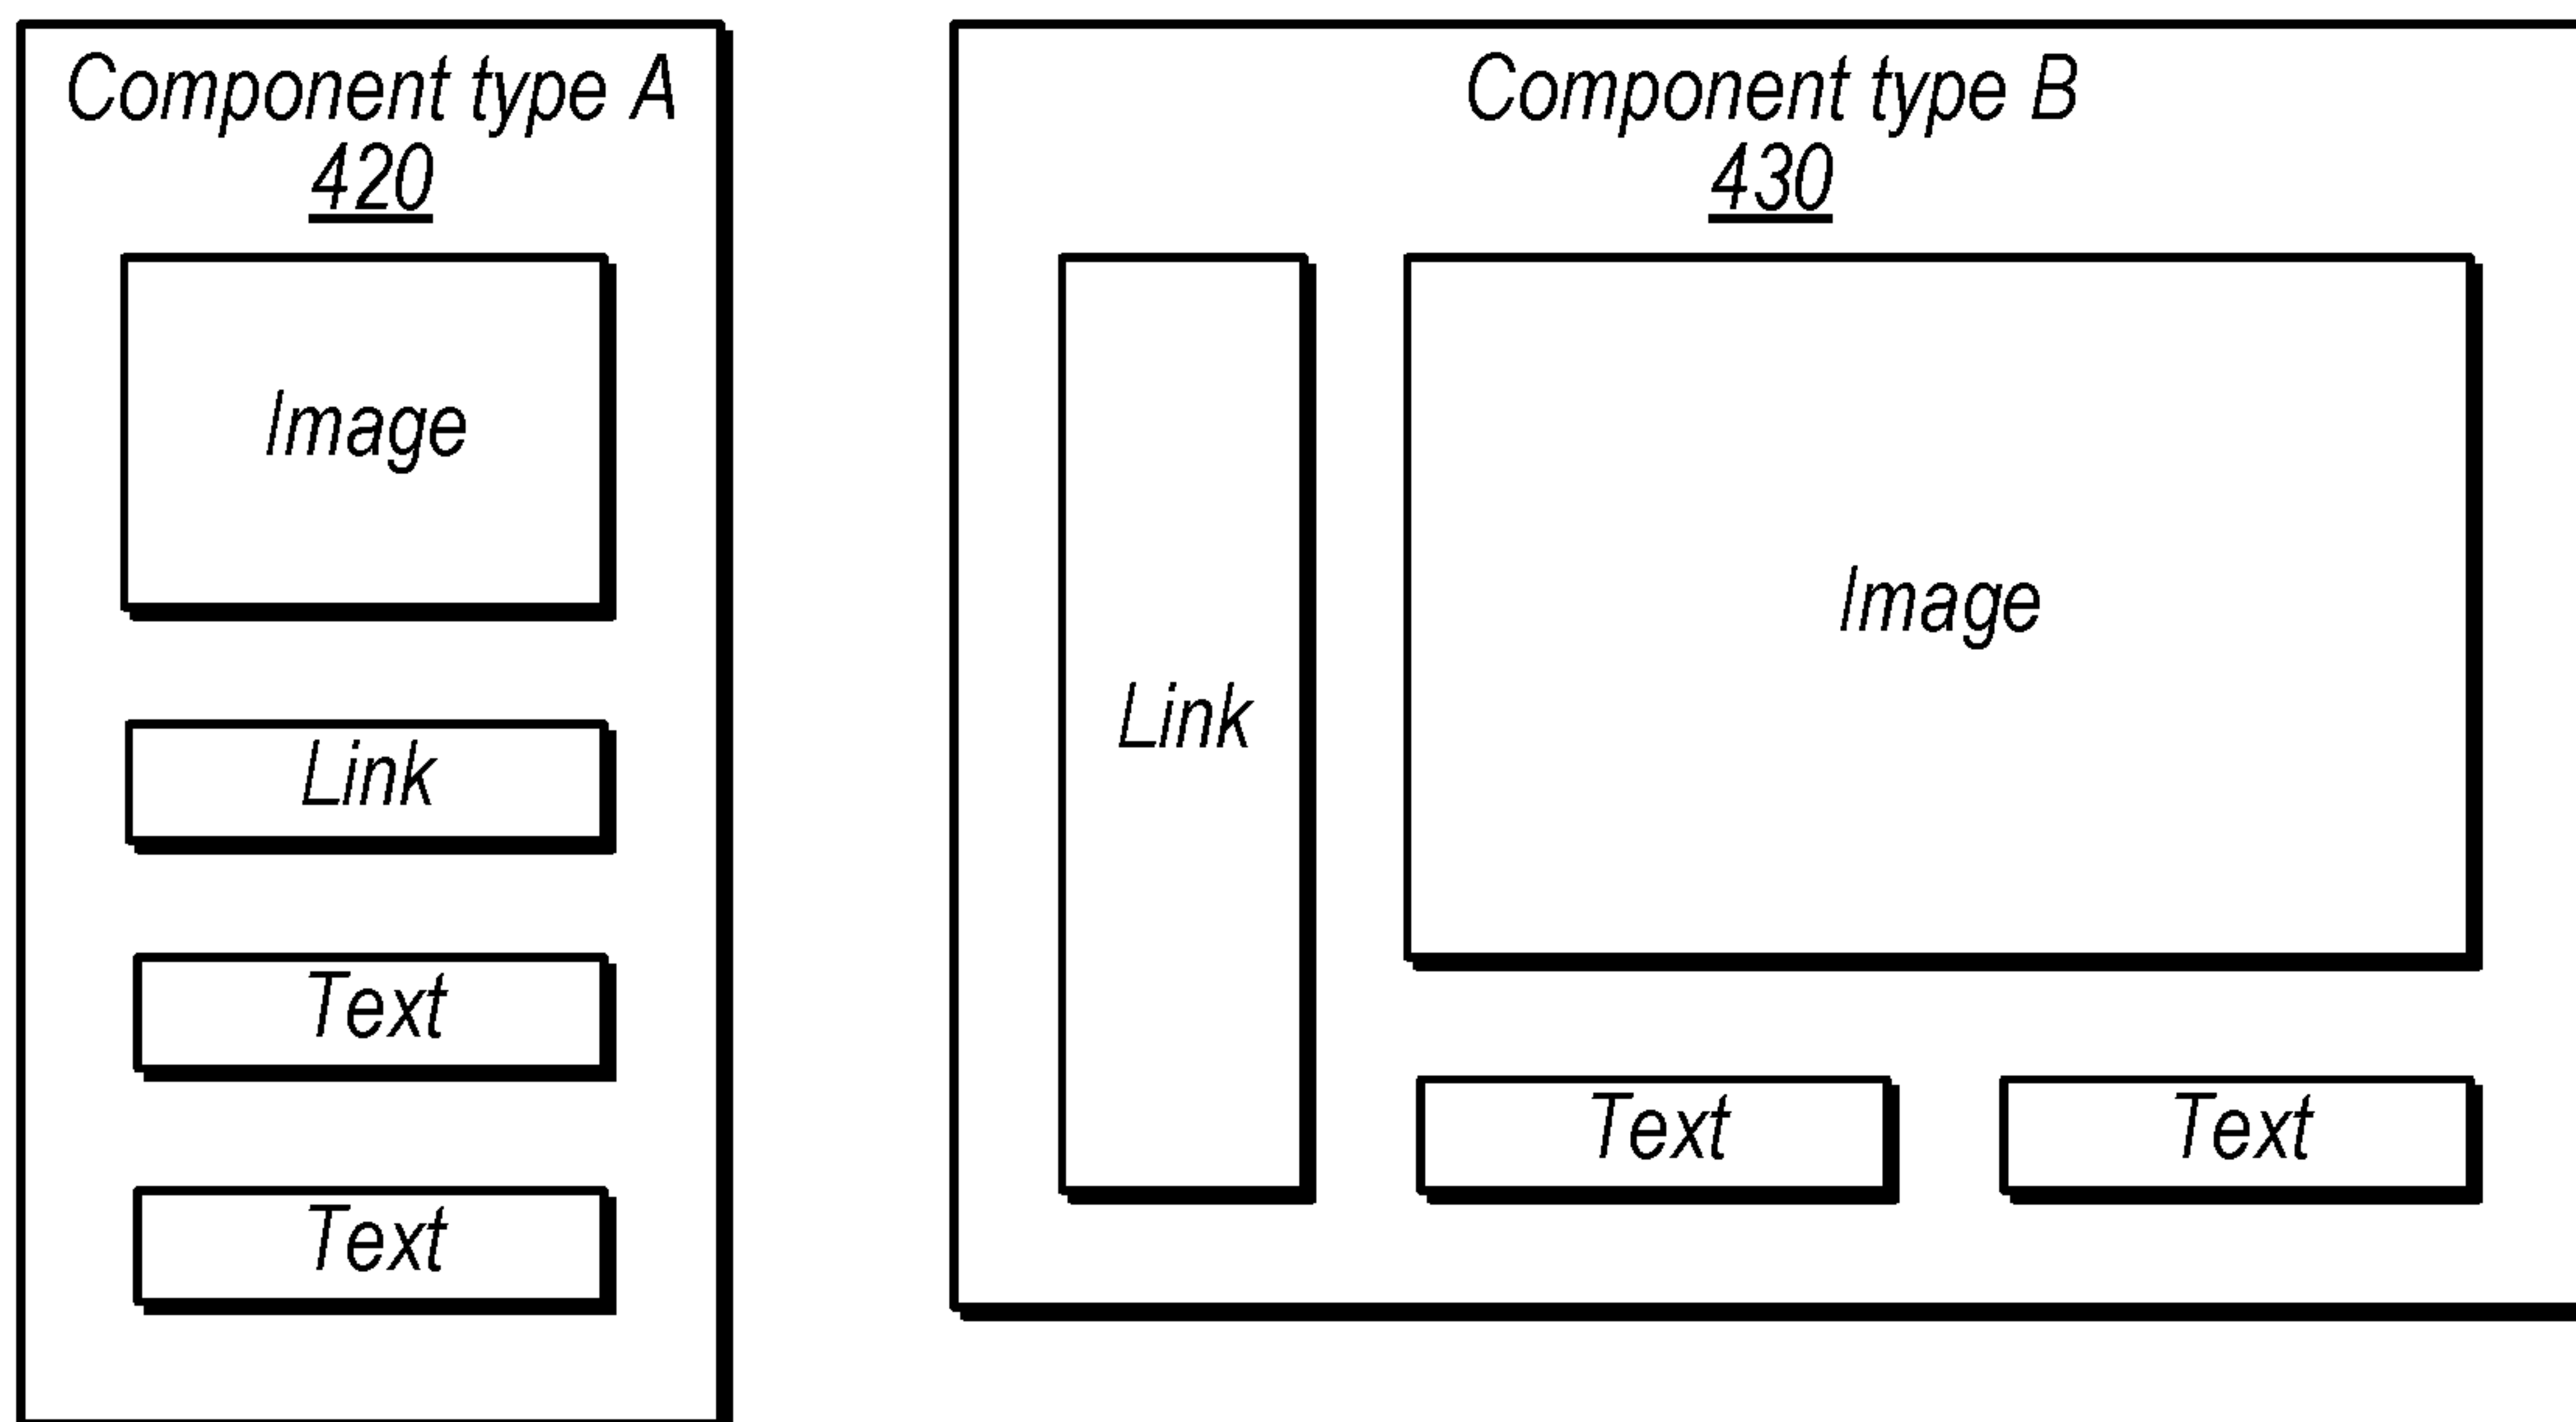 Component type A
420
Image
Link
Text
Text
Component type B
430
Link
Image
Text
Text